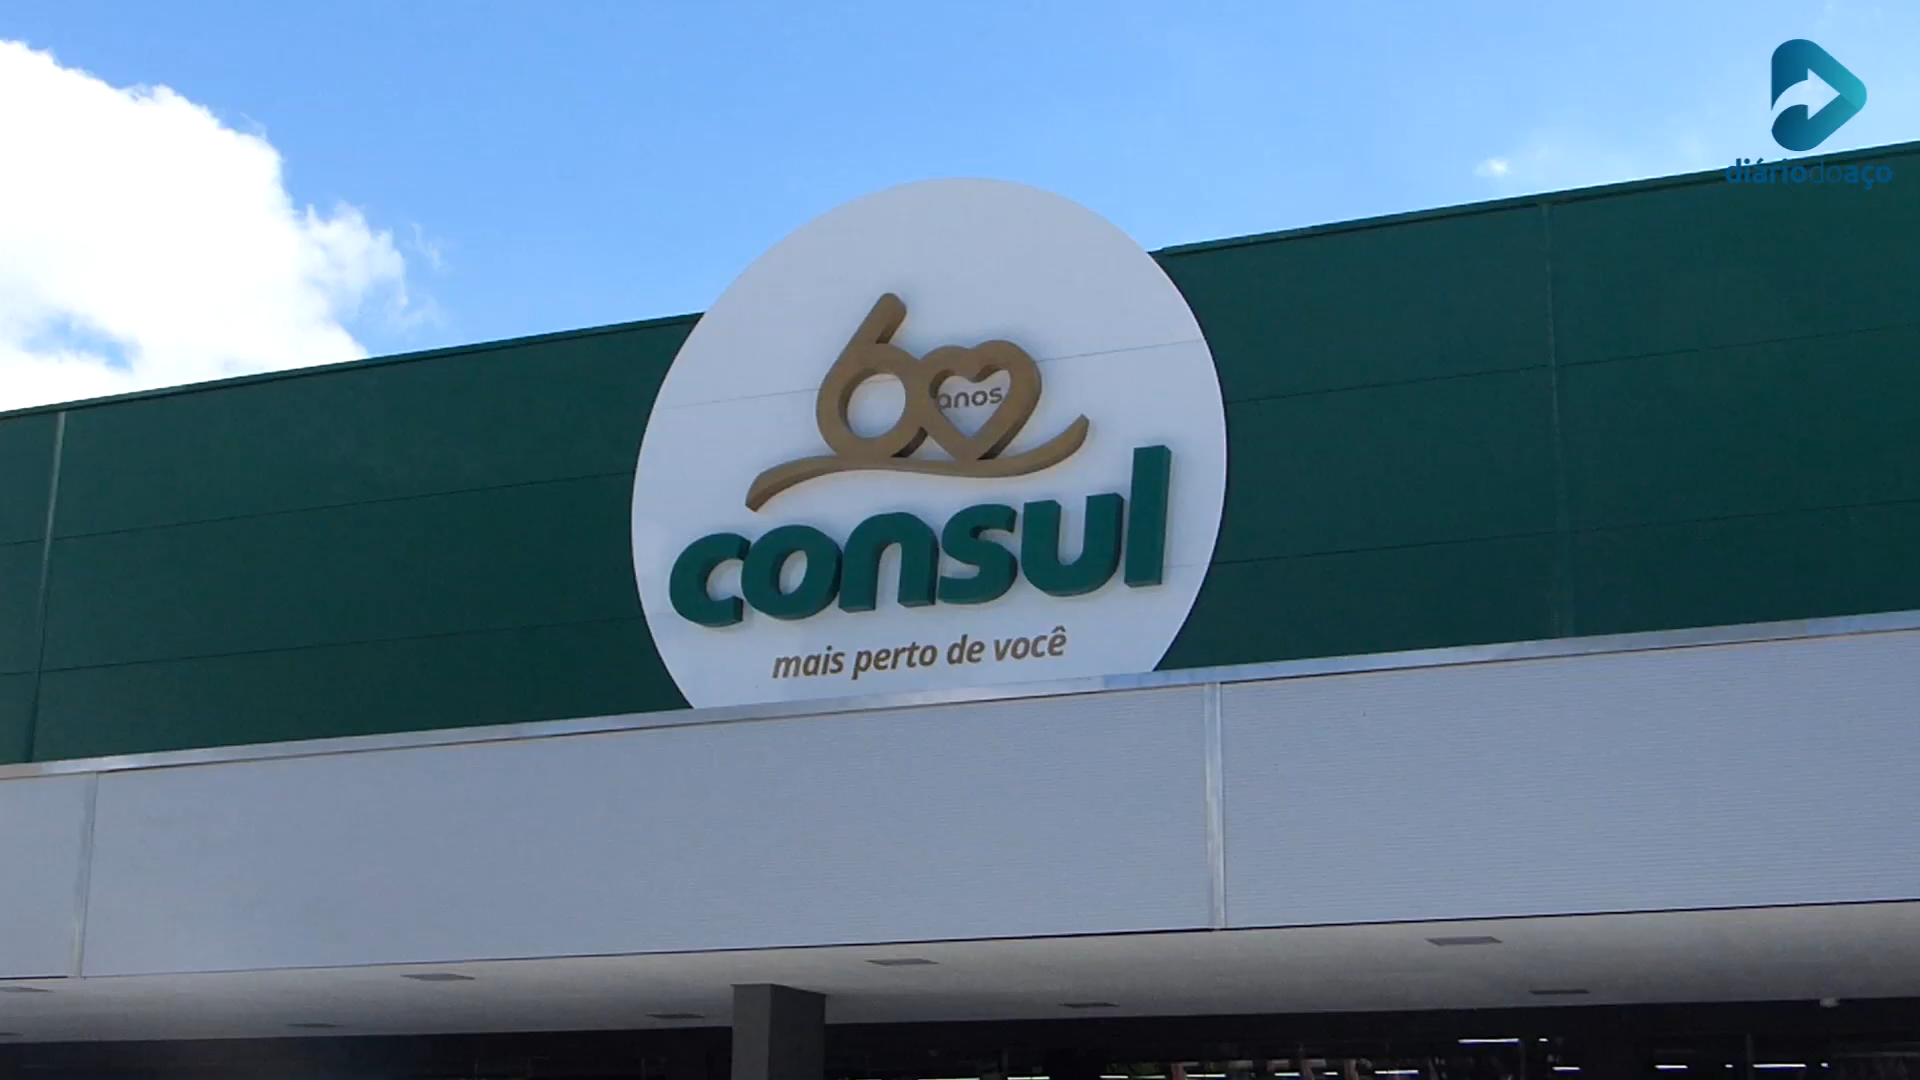 diáriodoaço
60
anos
consul
mais perto de você